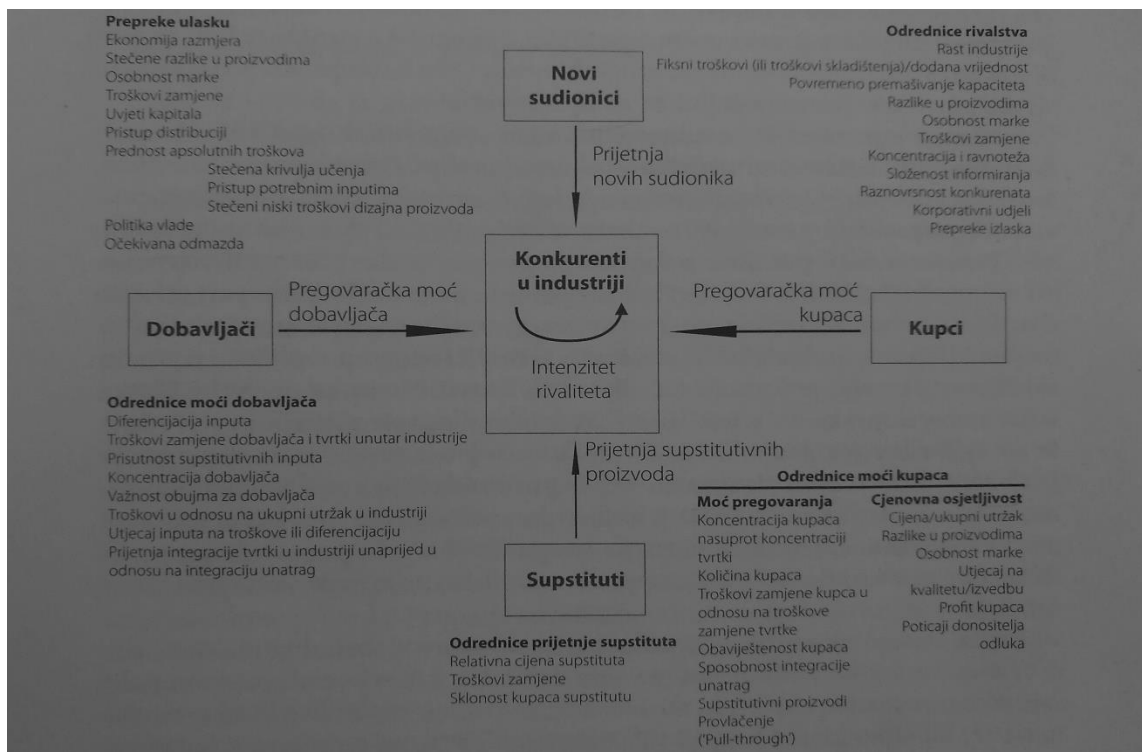 Prepreke ulasku
Ekonomija razmjera
Stečene razlike u proizvodima
Osobnost marke
Troškovi zamjene
Uvjeti kapitala
Pristup distribuciji
Prednost apsolutnih troškova
Stečena krivulja učenja
Pristup potrebnim inputima
Stečeni niski troškovi dizajna proizvoda
Politika vlade
Očekivana odmazda
Novi
sudionici
Prijetnja
novih sudionika
Odrednice rivalstva
Rast industrije
Fiksni troškovi (ili troškovi skladištenja)/dodana vrijednost
Povremeno premašivanje kapaciteta
Razlike u proizvodima
Osobnost marke
Troškovi zamjene
Koncentracija i ravnoteža
Složenost informiranja
Raznovrsnost konkurenata
Korporativni udjeli
Prepreke izlaska
Dobavljači
Pregovaračka moć
dobavljača
Konkurenti
u industriji
Intenzitet
rivaliteta
Pregovaračka moć
kupaca
Kupci
Odrednice moći dobavljača
Diferencijacija inputa
Troškovi zamjene dobavljača i tvrtki unutar industrije
Prisutnost supstitutivnih inputa
Koncentracija dobavljača
Važnost obujma za dobavljača
Troškovi u odnosu na ukupni utržak u industriji
Utjecaj inputa na troškove ili diferencijaciju
Prijetnja integracije tvrtki u industriji unaprijed u
odnosu na integraciju unatrag
Prijetnja supstitutivnih
proizvoda
Supstituti
Odrednice prijetnje supstituta
Relativna cijena supstituta
Troškovi zamjene
Sklonost kupaca supstitutu
Odrednice moći kupaca
Moć pregovaranja
Koncentracija kupaca
nasuprot koncentraciji
tvrtki
Količina kupaca
Troškovi zamjene kupca u
odnosu na troškove
zamjene tvrtke
Obaviještenost kupaca
Sposobnost integracije
unatrag
Supstitutivni proizvodi
Provlačenje
('Pull-through')
Cjenovna osjetljivost
Cijena/ukupni utržak
Razlike u proizvodima
Osobnost marke
Utjecaj na
kvalitetu/izvedbu
Profit kupaca
Poticaji donositelja
odluka